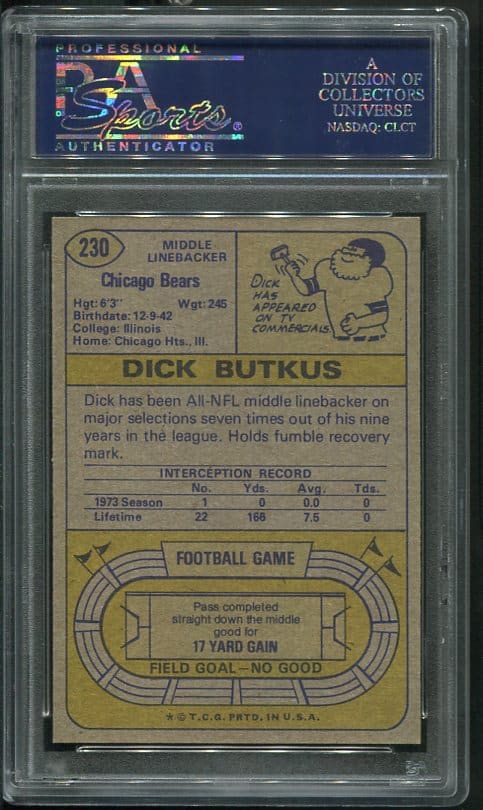 PROFESSIONAL
PSA
Sports®
AUTHENTICATOR
A
DIVISION OF
COLLECTORS
UNIVERSE
NASDAQ: CLCT
230
MIDDLE
LINEBACKER
Chicago Bears
Hgt: 6'3" Wgt: 245
Birthdate: 12-9-42
College: Illinois
Home: Chicago Hts., Ill.
DICK
HAS
APPEARED
ON TV
COMMERCIALS.
DICK BUTKUS
Dick has been All-NFL middle linebacker on
major selections seven times out of his nine
years in the league. Holds fumble recovery
mark.
INTERCEPTION RECORD
No. Yds. Avg. Tds.
1973 Season 1 0 0.0 0
Lifetime 22 166 7.5 0
FOOTBALL GAME
Pass completed
straight down the middle
good for
17 YARD GAIN
FIELD GOAL—NO GOOD
* © T.C.G. PRTD. IN U.S.A.